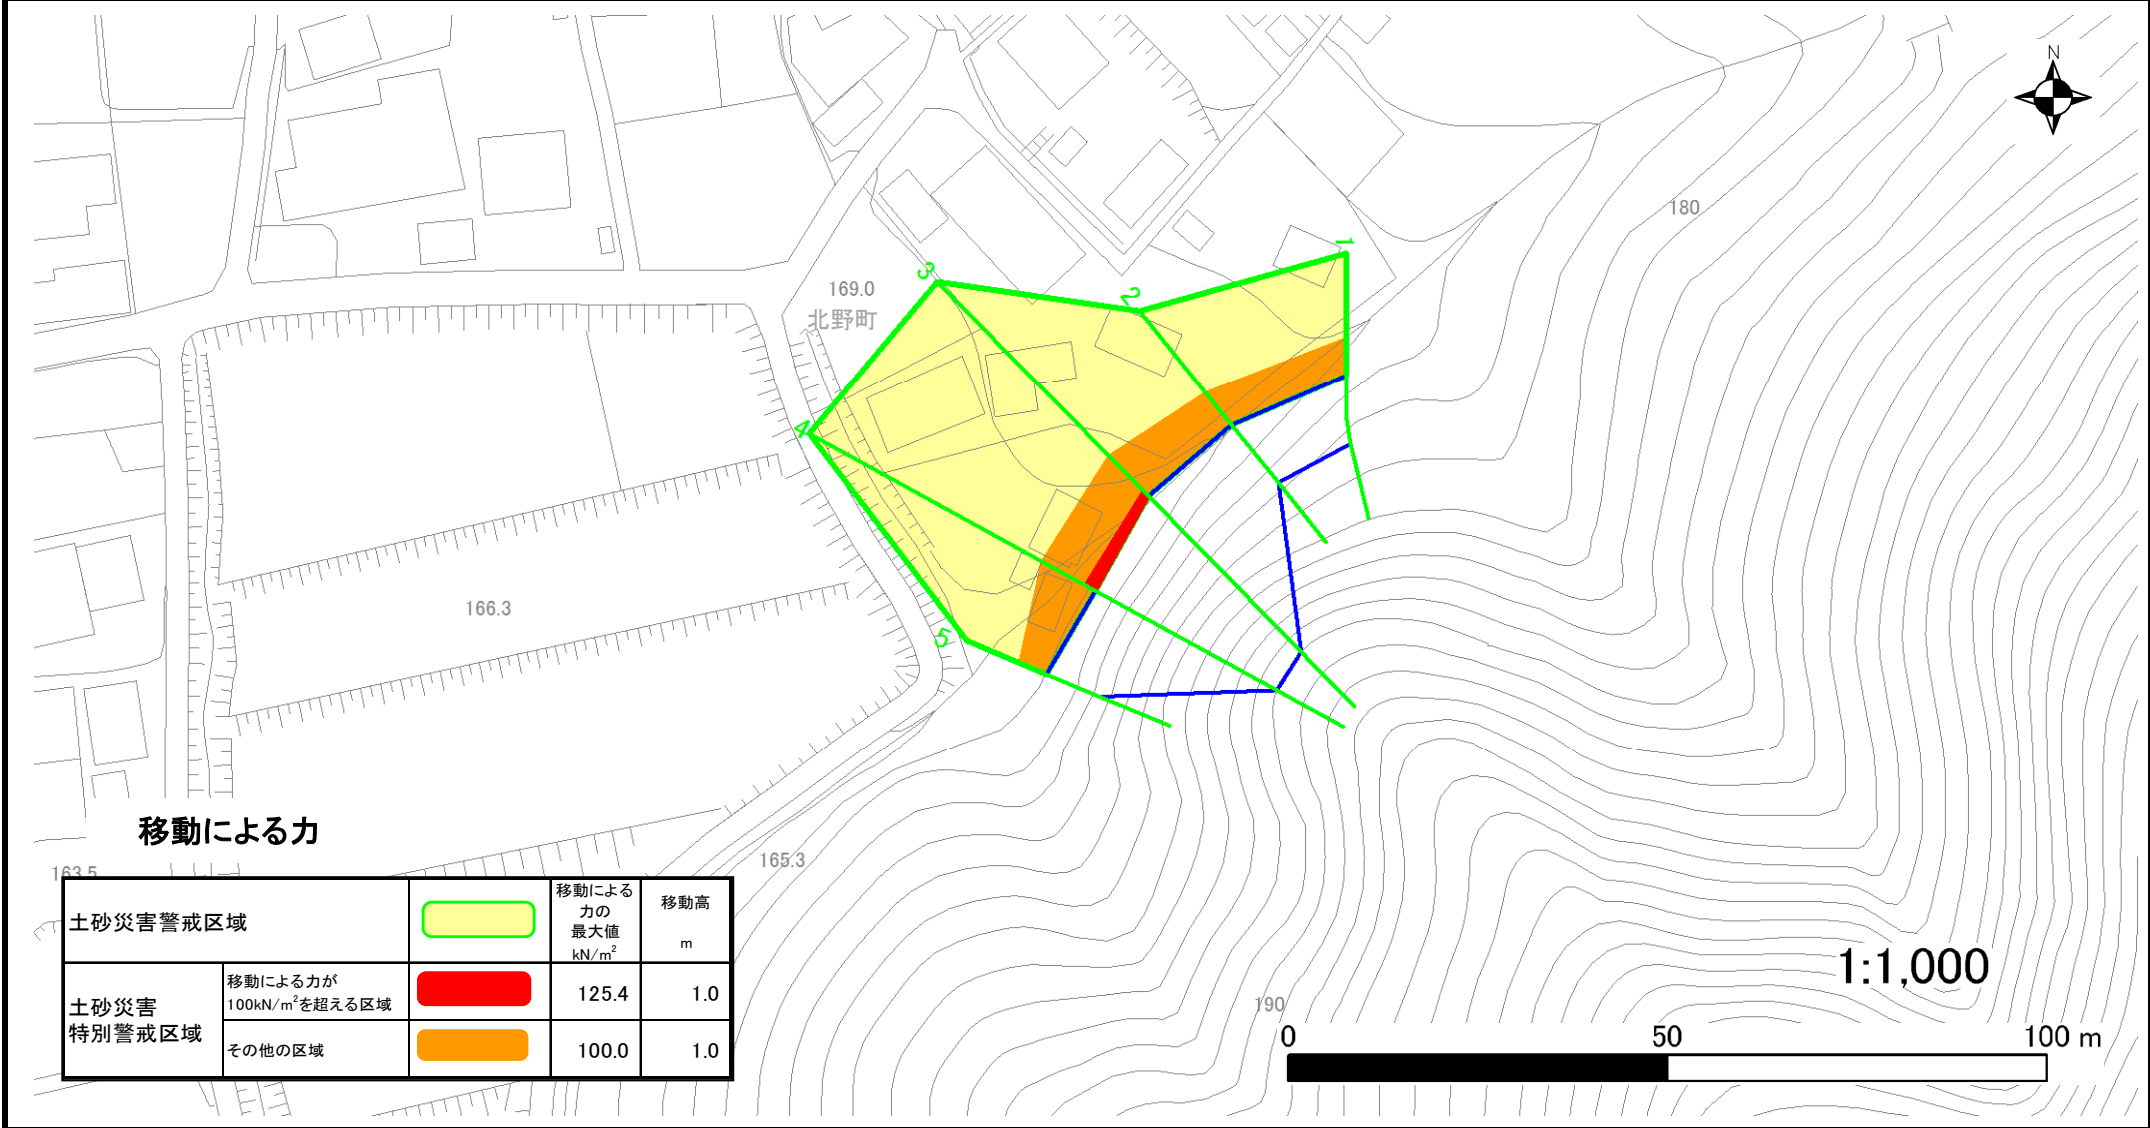 N
180
1
3
2
169.0
北野町
4
166.3
5
移動による力
165.3
163.5
土砂災害警戒区域
移動による
力の
最大値
kN/m²
移動高
m
土砂災害
特別警戒区域
移動による力が
100kN/m²を超える区域
125.4
1.0
その他の区域
100.0
1.0
1:1,000
190
0
50
100 m